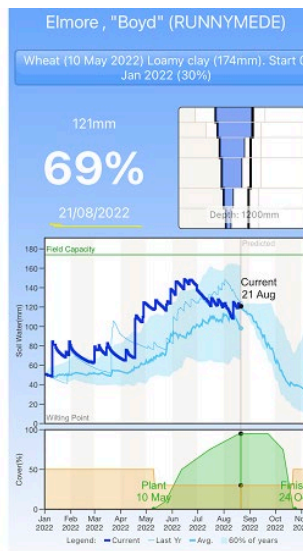 Elmore , "Boyd" (RUNNYMEDE)
Wheat (10 May 2022) Loamy clay (174mm). Start 0
Jan 2022 (30%)
121mm
69%
21/08/2022
Depth: 1200mm
Predicted
180
Field Capacity
160
140
Current
21 Aug
120
100
80
60
40
20
Wilting Point
0
Soil Water(mm)
100
50
0
Cover(%)
Plant
10 May
Finis
24 Oc
Jan Feb Mar Apr May Jun Jul Aug Sep Oct No
2022 2022 2022 2022 2022 2022 2022 2022 2022 2022 20
Legend: Current Last Yr Avg. 60% of years